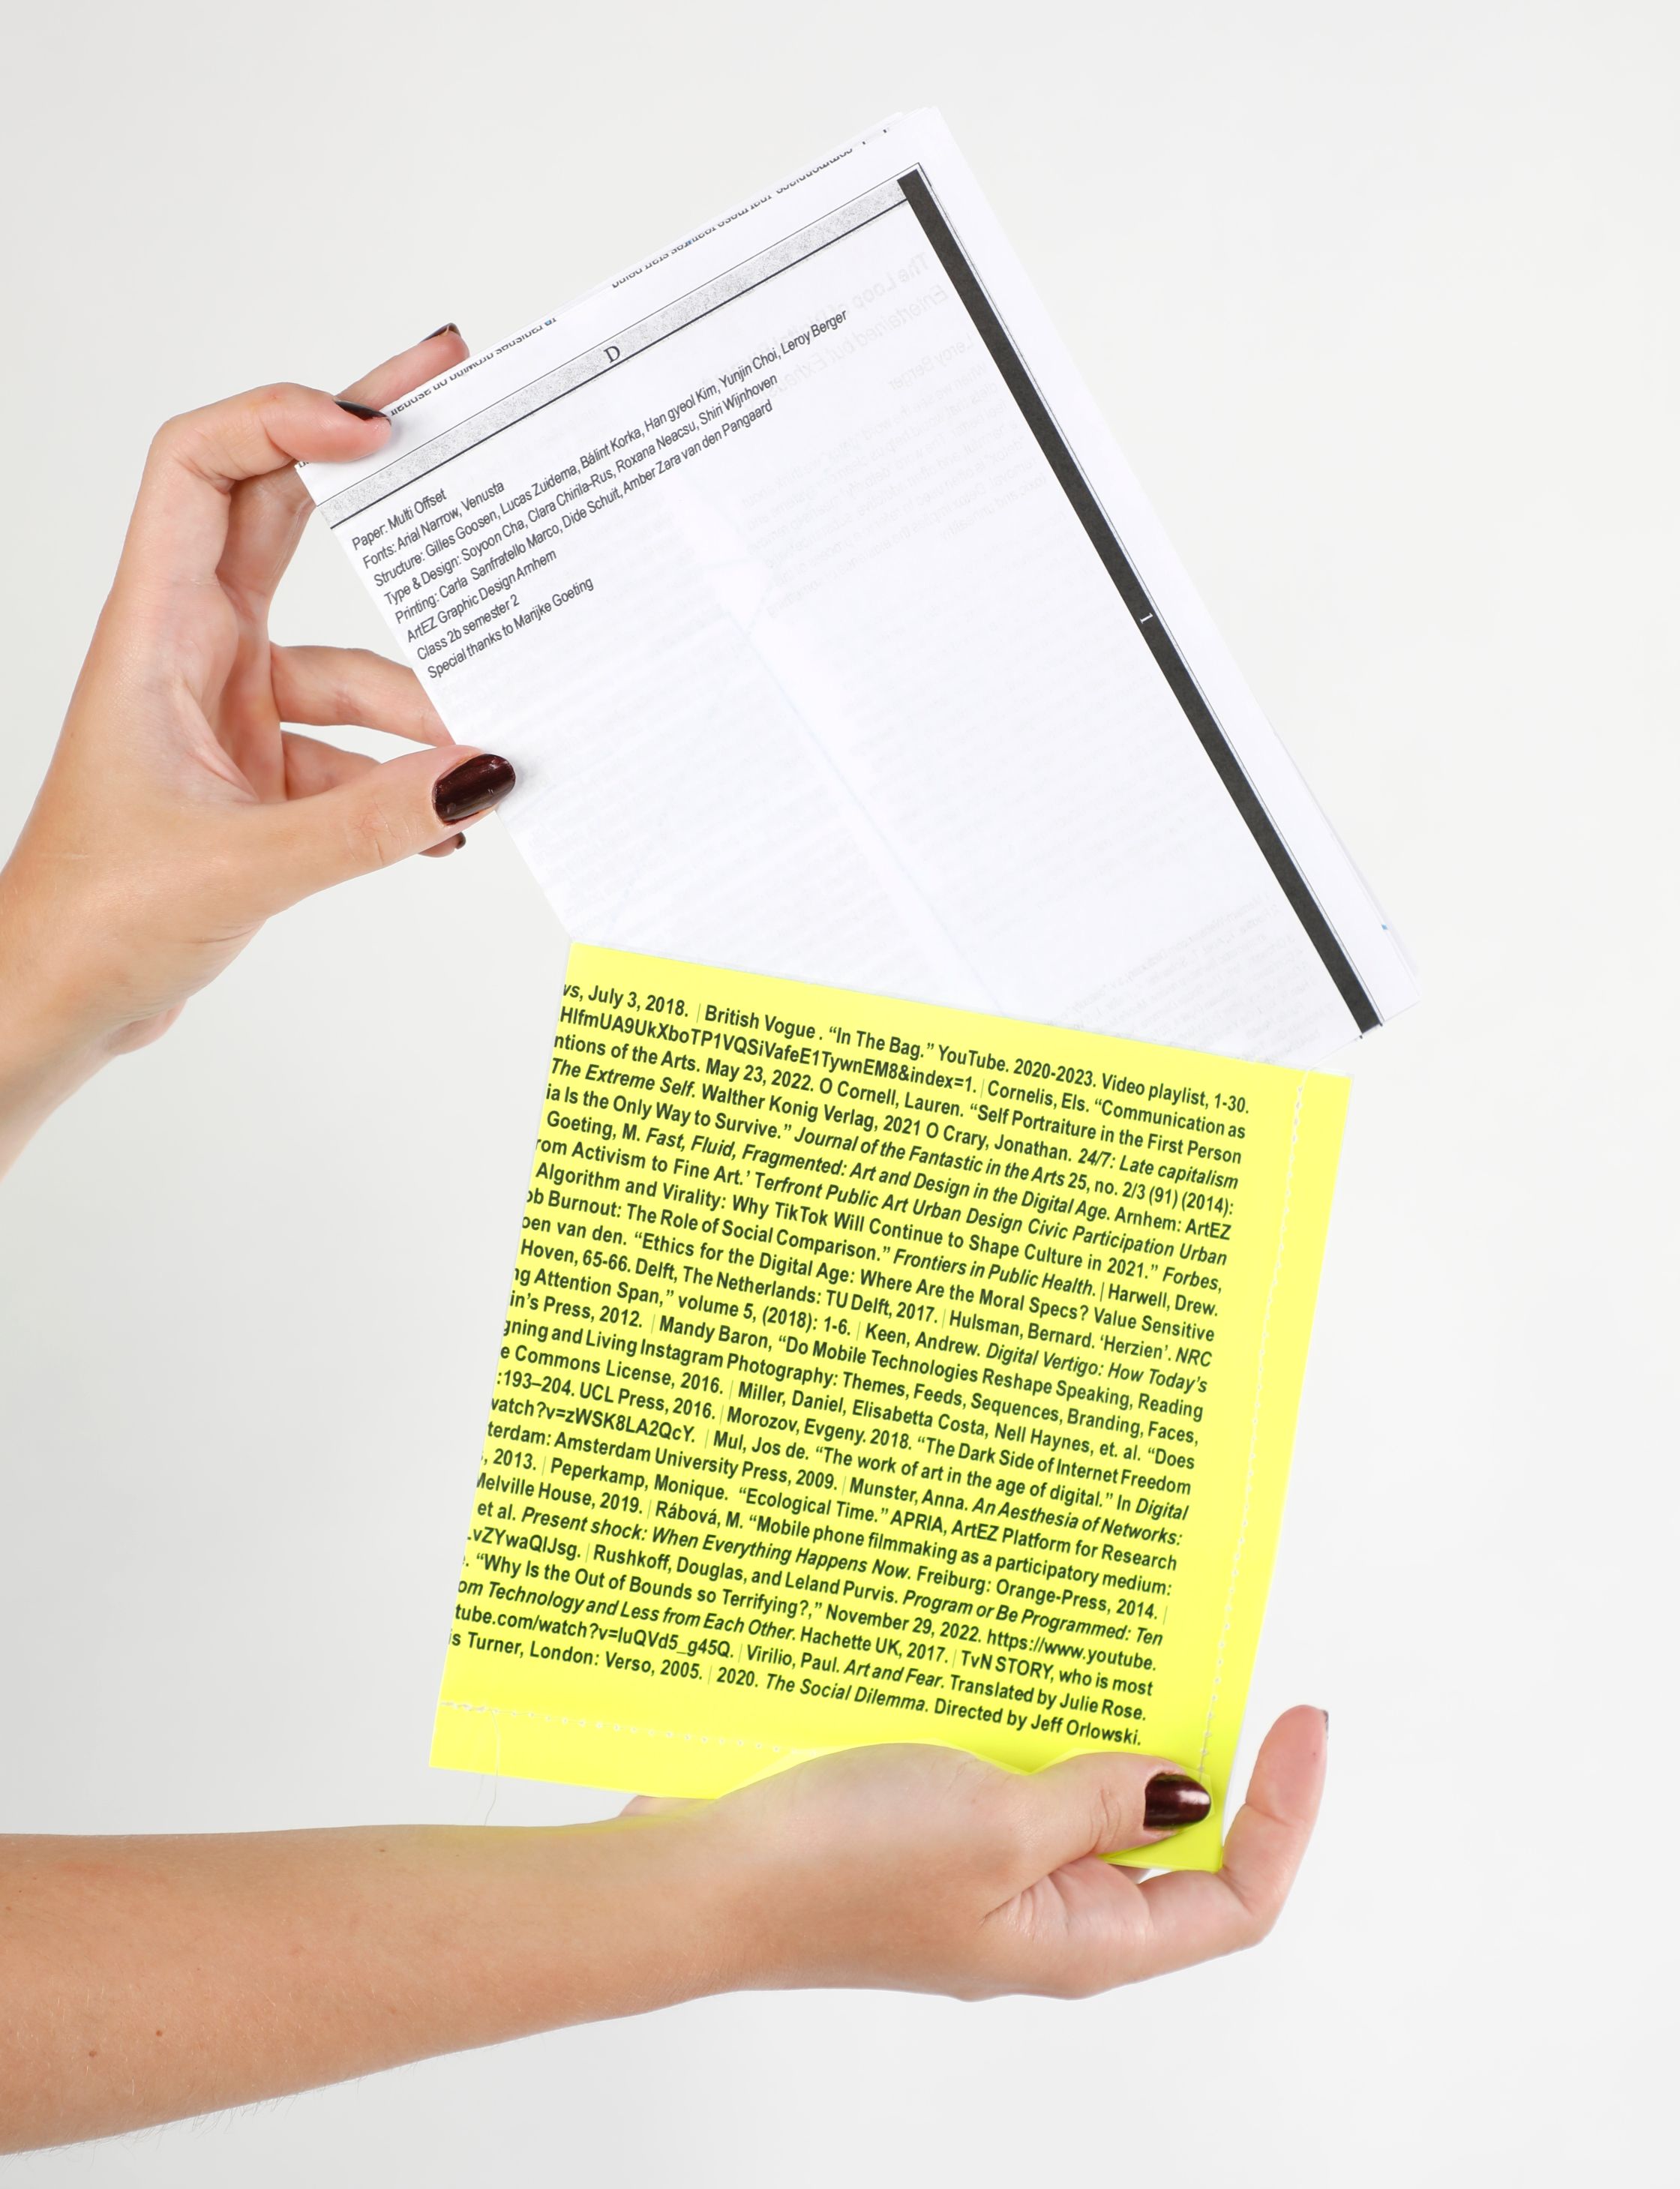 D
Paper: Multi Offset
Fonts: Arial Narrow, Venusta
Structure: Gilles Goosen, Lucas Zuidema, Bálint Korka, Han gyeol Kim, Yunjin Choi, Leroy Berger
Type & Design: Soyoon Cha, Clara Chirila-Rus, Roxana Neacsu, Shiri Wijnhoven
Printing: Carla Sanfratello Marco, Dide Schuit, Amber Zara van den Pangaard
ArtEZ Graphic Design Arnhem
Class 2b semester 2
Special thanks to Marijke Goeting
1
vs, July 3, 2018. | British Vogue . “In The Bag.” YouTube. 2020-2023. Video playlist, 1-30.
HlfmUA9UkXboTP1VQSiVafeE1TywnEM8&index=1. | Cornelis, Els. “Communication as
ntions of the Arts. May 23, 2022. O Cornell, Lauren. “Self Portraiture in the First Person
The Extreme Self. Walther Konig Verlag, 2021 O Crary, Jonathan. 24/7: Late capitalism
ia Is the Only Way to Survive.” Journal of the Fantastic in the Arts 25, no. 2/3 (91) (2014):
Goeting, M. Fast, Fluid, Fragmented: Art and Design in the Digital Age. Arnhem: ArtEZ
rom Activism to Fine Art.’ Terfront Public Art Urban Design Civic Participation Urban
Algorithm and Virality: Why TikTok Will Continue to Shape Culture in 2021.” Forbes,
ob Burnout: The Role of Social Comparison.” Frontiers in Public Health. | Harwell, Drew.
oen van den. “Ethics for the Digital Age: Where Are the Moral Specs? Value Sensitive
Hoven, 65-66. Delft, The Netherlands: TU Delft, 2017. | Hulsman, Bernard. ‘Herzien’. NRC
ng Attention Span,” volume 5, (2018): 1-6. | Keen, Andrew. Digital Vertigo: How Today’s
in’s Press, 2012. | Mandy Baron, “Do Mobile Technologies Reshape Speaking, Reading
gning and Living Instagram Photography: Themes, Feeds, Sequences, Branding, Faces,
e Commons License, 2016. | Miller, Daniel, Elisabetta Costa, Nell Haynes, et. al. “Does
:193–204. UCL Press, 2016. | Morozov, Evgeny. 2018. “The Dark Side of Internet Freedom
watch?v=zWSK8LA2QcY. | Mul, Jos de. “The work of art in the age of digital.” In Digital
terdam: Amsterdam University Press, 2009. | Munster, Anna. An Aesthesia of Networks:
, 2013. | Peperkamp, Monique. “Ecological Time.” APRIA, ArtEZ Platform for Research
Melville House, 2019. | Rábová, M. “Mobile phone filmmaking as a participatory medium:
et al. Present shock: When Everything Happens Now. Freiburg: Orange-Press, 2014. |
vZYwaQlJsg. | Rushkoff, Douglas, and Leland Purvis. Program or Be Programmed: Ten
. “Why Is the Out of Bounds so Terrifying?,” November 29, 2022. https://www.youtube.
om Technology and Less from Each Other. Hachette UK, 2017. | TvN STORY, who is most
tube.com/watch?v=luQVd5_g45Q. | Virilio, Paul. Art and Fear. Translated by Julie Rose.
is Turner, London: Verso, 2005. | 2020. The Social Dilemma. Directed by Jeff Orlowski.